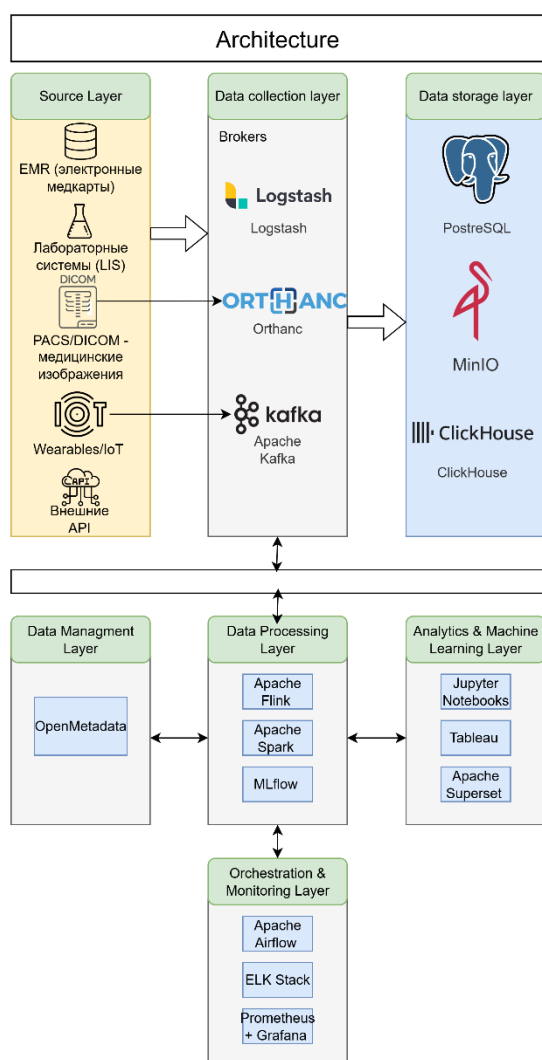 Architecture
Source Layer
EMR (электронные
медкарты)
Лабораторные
системы (LIS)
DICOM
PACS/DICOM -
медицинские
изображения
IOT
Wearables/IoT
API
Внешние
API
Data collection layer
Brokers
Logstash
Logstash
ORTHANC
Orthanc
kafka
Apache
Kafka
Data storage layer
PostreSQL
MinIO
ClickHouse
ClickHouse
Data Managment
Layer
OpenMetadata
Data Processing
Layer
Apache
Flink
Apache
Spark
MLflow
Analytics & Machine
Learning Layer
Jupyter
Notebooks
Tableau
Apache
Superset
Orchestration &
Monitoring Layer
Apache
Airflow
ELK Stack
Prometheus
+ Grafana